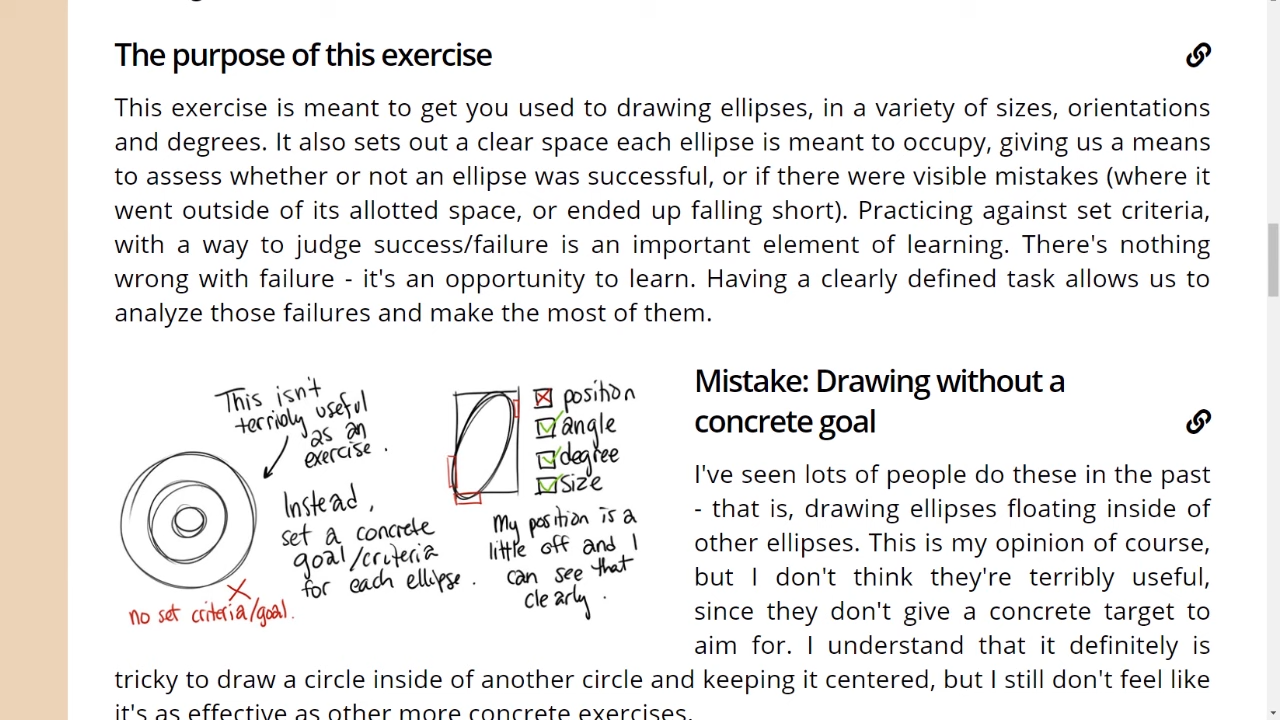 The purpose of this exercise
This exercise is meant to get you used to drawing ellipses, in a variety of sizes, orientations
and degrees. It also sets out a clear space each ellipse is meant to occupy, giving us a means
to assess whether or not an ellipse was successful, or if there were visible mistakes (where it
went outside of its allotted space, or ended up falling short). Practicing against set criteria,
with a way to judge success/failure is an important element of learning. There's nothing
wrong with failure - it's an opportunity to learn. Having a clearly defined task allows us to
analyze those failures and make the most of them.
This isn't
terribly useful
as an
exercise.
Instead,
set a concrete
goal/criteria
for each ellipse.
no set criteria/goal.
position
angle
degree
size
My position is a
little off and I
can see that
clearly.
Mistake: Drawing without a
concrete goal
I've seen lots of people do these in the past
- that is, drawing ellipses floating inside of
other ellipses. This is my opinion of course,
but I don't think they're terribly useful,
since they don't give a concrete target to
aim for. I understand that it definitely is
tricky to draw a circle inside of another circle and keeping it centered, but I still don't feel like
it's as effective as other more concrete exercises.